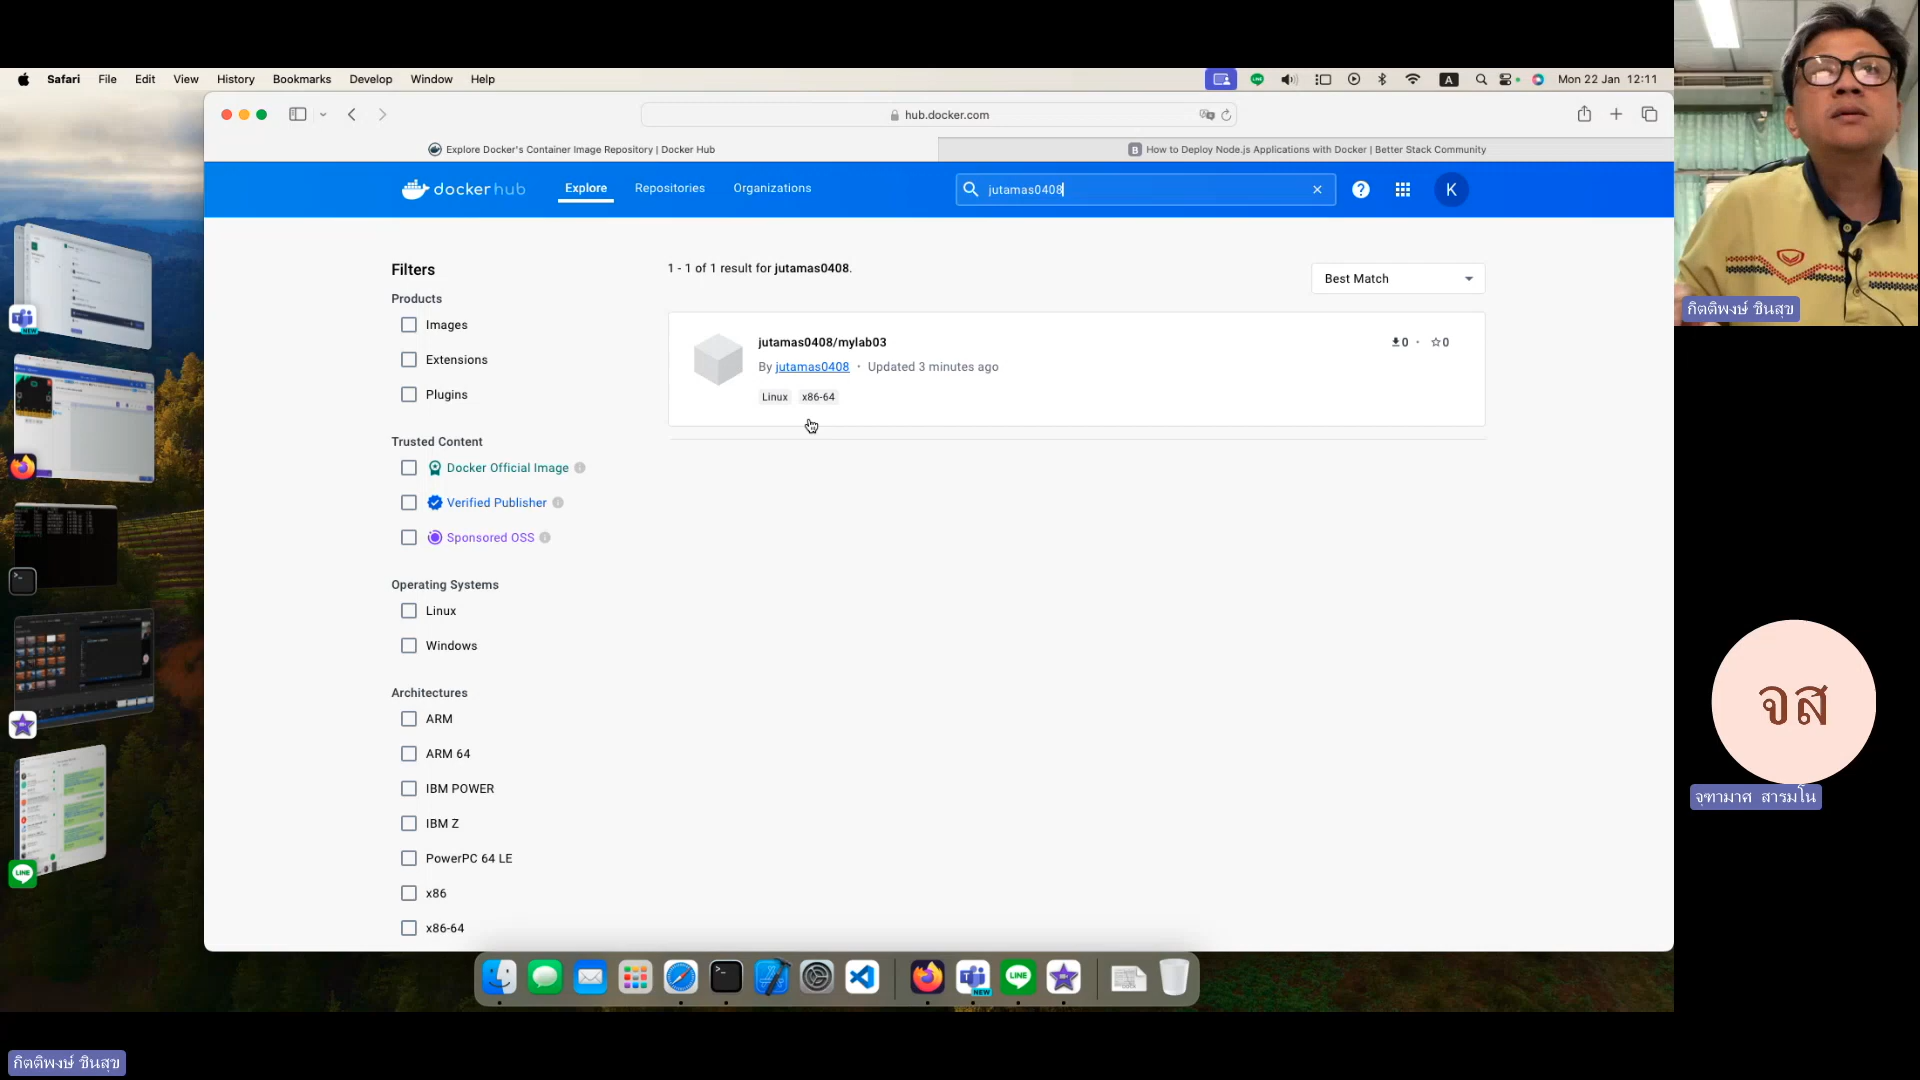 Safari File Edit View History Bookmarks Develop Window Help
A Mon 22 Jan 12:11
hub.docker.com
Explore Docker's Container Image Repository | Docker Hub
B How to Deploy Node.js Applications with Docker | Better Stack Community
dockerhub Explore Repositories Organizations
jutamas0408
K
Filters
1 - 1 of 1 result for jutamas0408.
Best Match
Products
Images
Extensions
Plugins
jutamas0408/mylab03
0 · 0
By jutamas0408 · Updated 3 minutes ago
Linux x86-64
Trusted Content
Docker Official Image
Verified Publisher
Sponsored OSS
Operating Systems
Linux
Windows
Architectures
ARM
ARM 64
IBM POWER
IBM Z
PowerPC 64 LE
x86
x86-64
NEW
LINE
NEW
LINE
กิตติพงษ์ ชินสุข
จส
จุฑามาศ สารมโน
กิตติพงษ์ ชินสุข